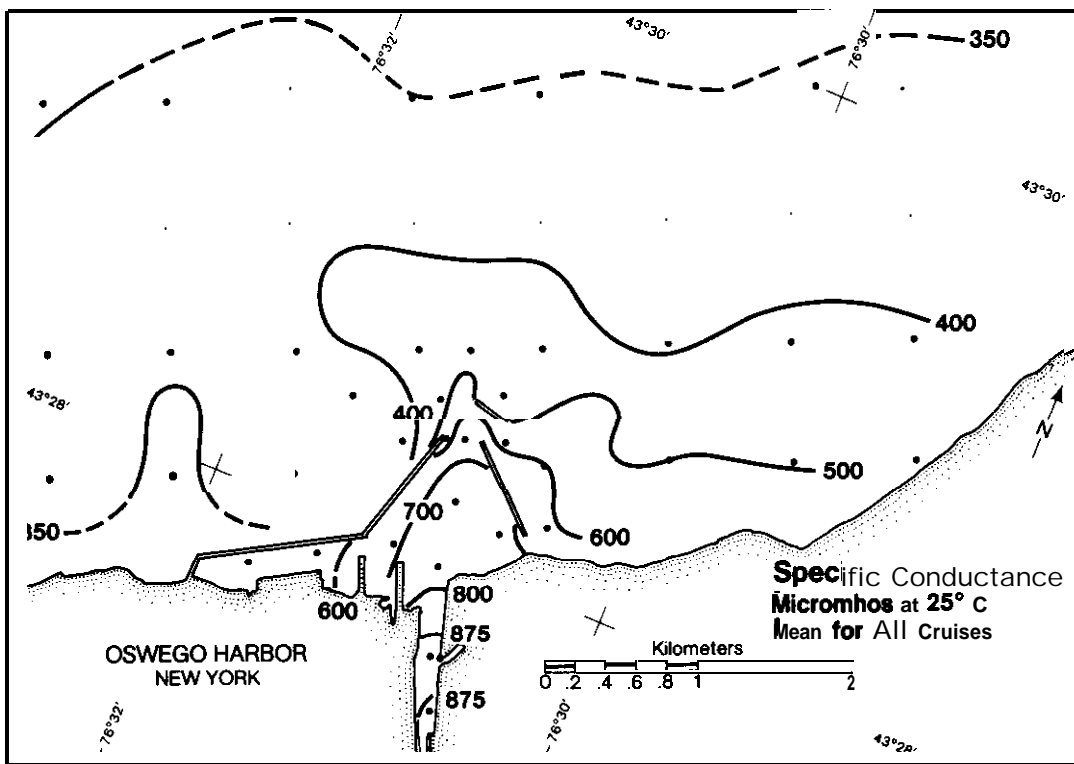 76°32'
43°30'
76°30'
350
43°30'
400
43°28'
400
N
500
700
350
600
600
800
Specific Conductance
Micromhos at 25° C
Mean for All Cruises
875
OSWEGO HARBOR
NEW YORK
Kilometers
0 .2 .4 .6 .8 1 2
875
76°32'
76°30'
43°28'